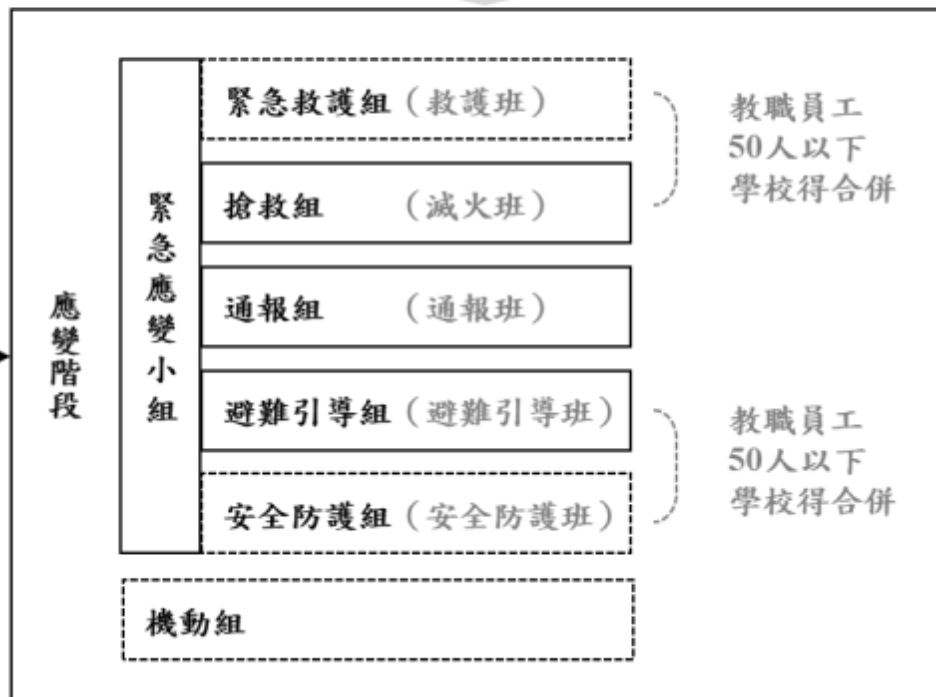 應變階段
緊急應變小組
緊急救護組（救護班）
搶救組（滅火班）
通報組（通報班）
避難引導組（避難引導班）
安全防護組（安全防護班）
機動組
教職員工
50人以下
學校得合併
教職員工
50人以下
學校得合併